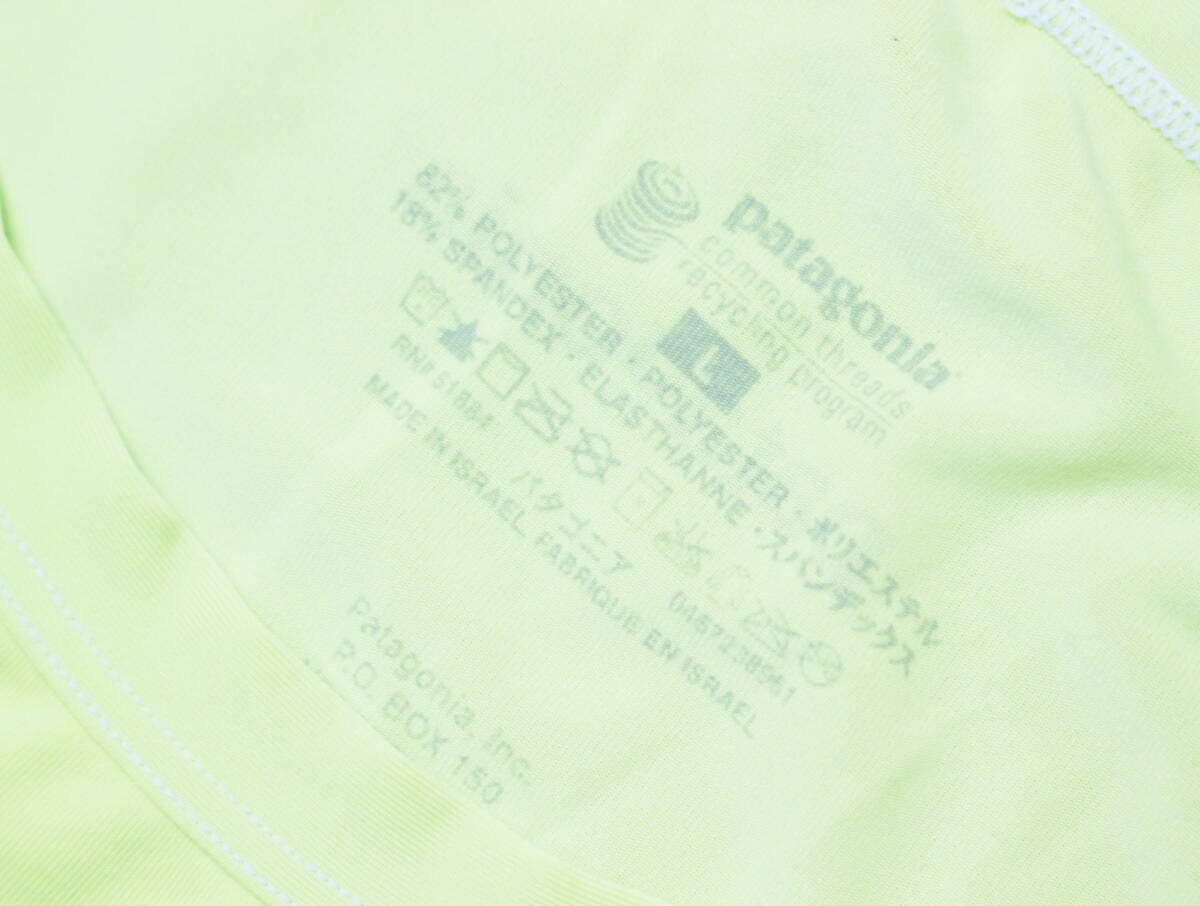 patagonia
common threads
recycling program
L
82% POLYESTER · POLYESTER · ポリエステル
18% SPANDEX · ELASTHANNE · スパンデックス
RN# 51884
パタゴニア
MADE IN ISRAEL FABRIQUE EN ISRAEL
Patagonia, Inc.
P.O. BOX 150